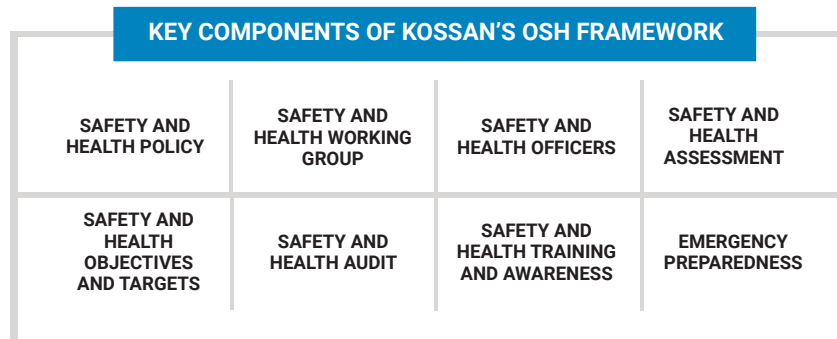 KEY COMPONENTS OF KOSSAN'S OSH FRAMEWORK
SAFETY AND
HEALTH POLICY
SAFETY AND
HEALTH WORKING
GROUP
SAFETY AND
HEALTH OFFICERS
SAFETY AND
HEALTH
ASSESSMENT
SAFETY AND
HEALTH
OBJECTIVES
AND TARGETS
SAFETY AND
HEALTH AUDIT
SAFETY AND
HEALTH TRAINING
AND AWARENESS
EMERGENCY
PREPAREDNESS